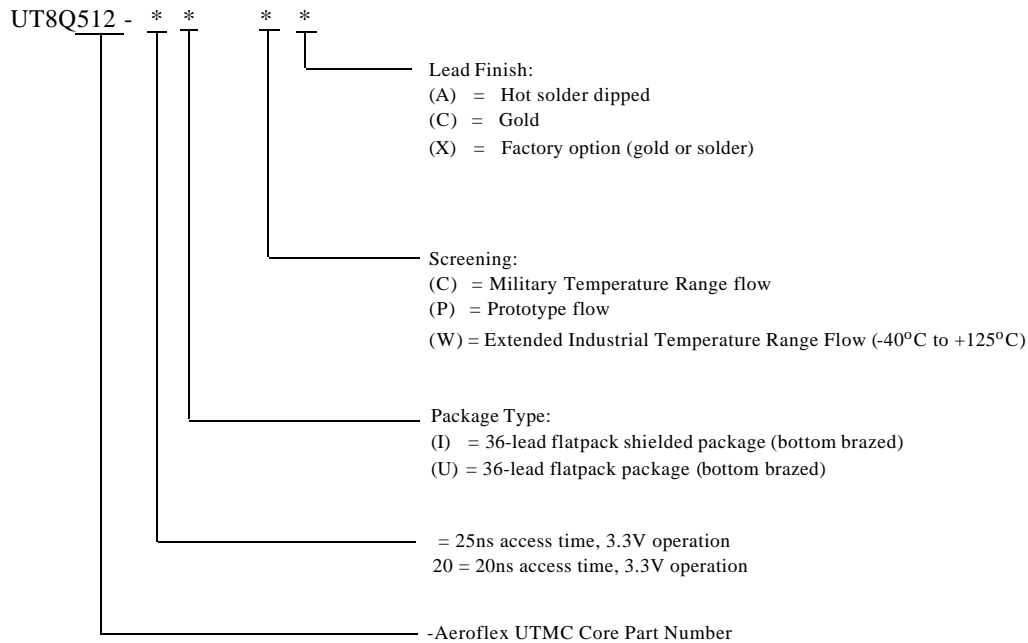 UT8Q512 - * * * *
Lead Finish:
(A) = Hot solder dipped
(C) = Gold
(X) = Factory option (gold or solder)
Screening:
(C) = Military Temperature Range flow
(P) = Prototype flow
(W) = Extended Industrial Temperature Range Flow (-40°C to +125°C)
Package Type:
(I) = 36-lead flatpack shielded package (bottom brazed)
(U) = 36-lead flatpack package (bottom brazed)
= 25ns access time, 3.3V operation
20 = 20ns access time, 3.3V operation
-Aeroflex UTMC Core Part Number